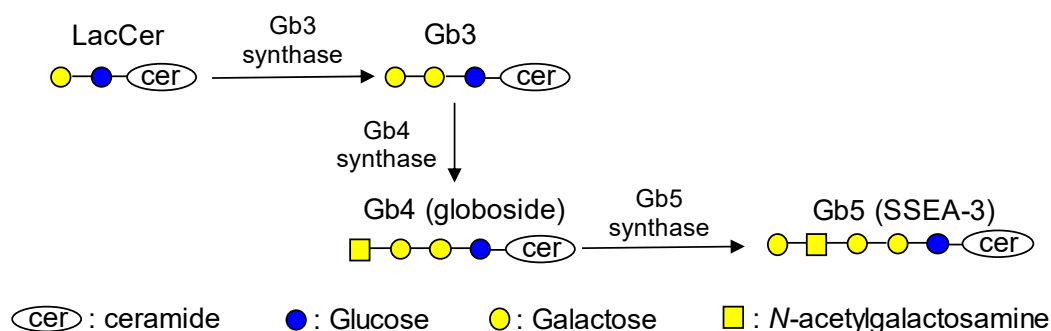 LacCer
Gb3
synthase
Gb3
cer
cer
Gb4
synthase
Gb4 (globoside)
Gb5
synthase
Gb5 (SSEA-3)
cer
cer
cer : ceramide : Glucose : Galactose : N-acetylgalactosamine